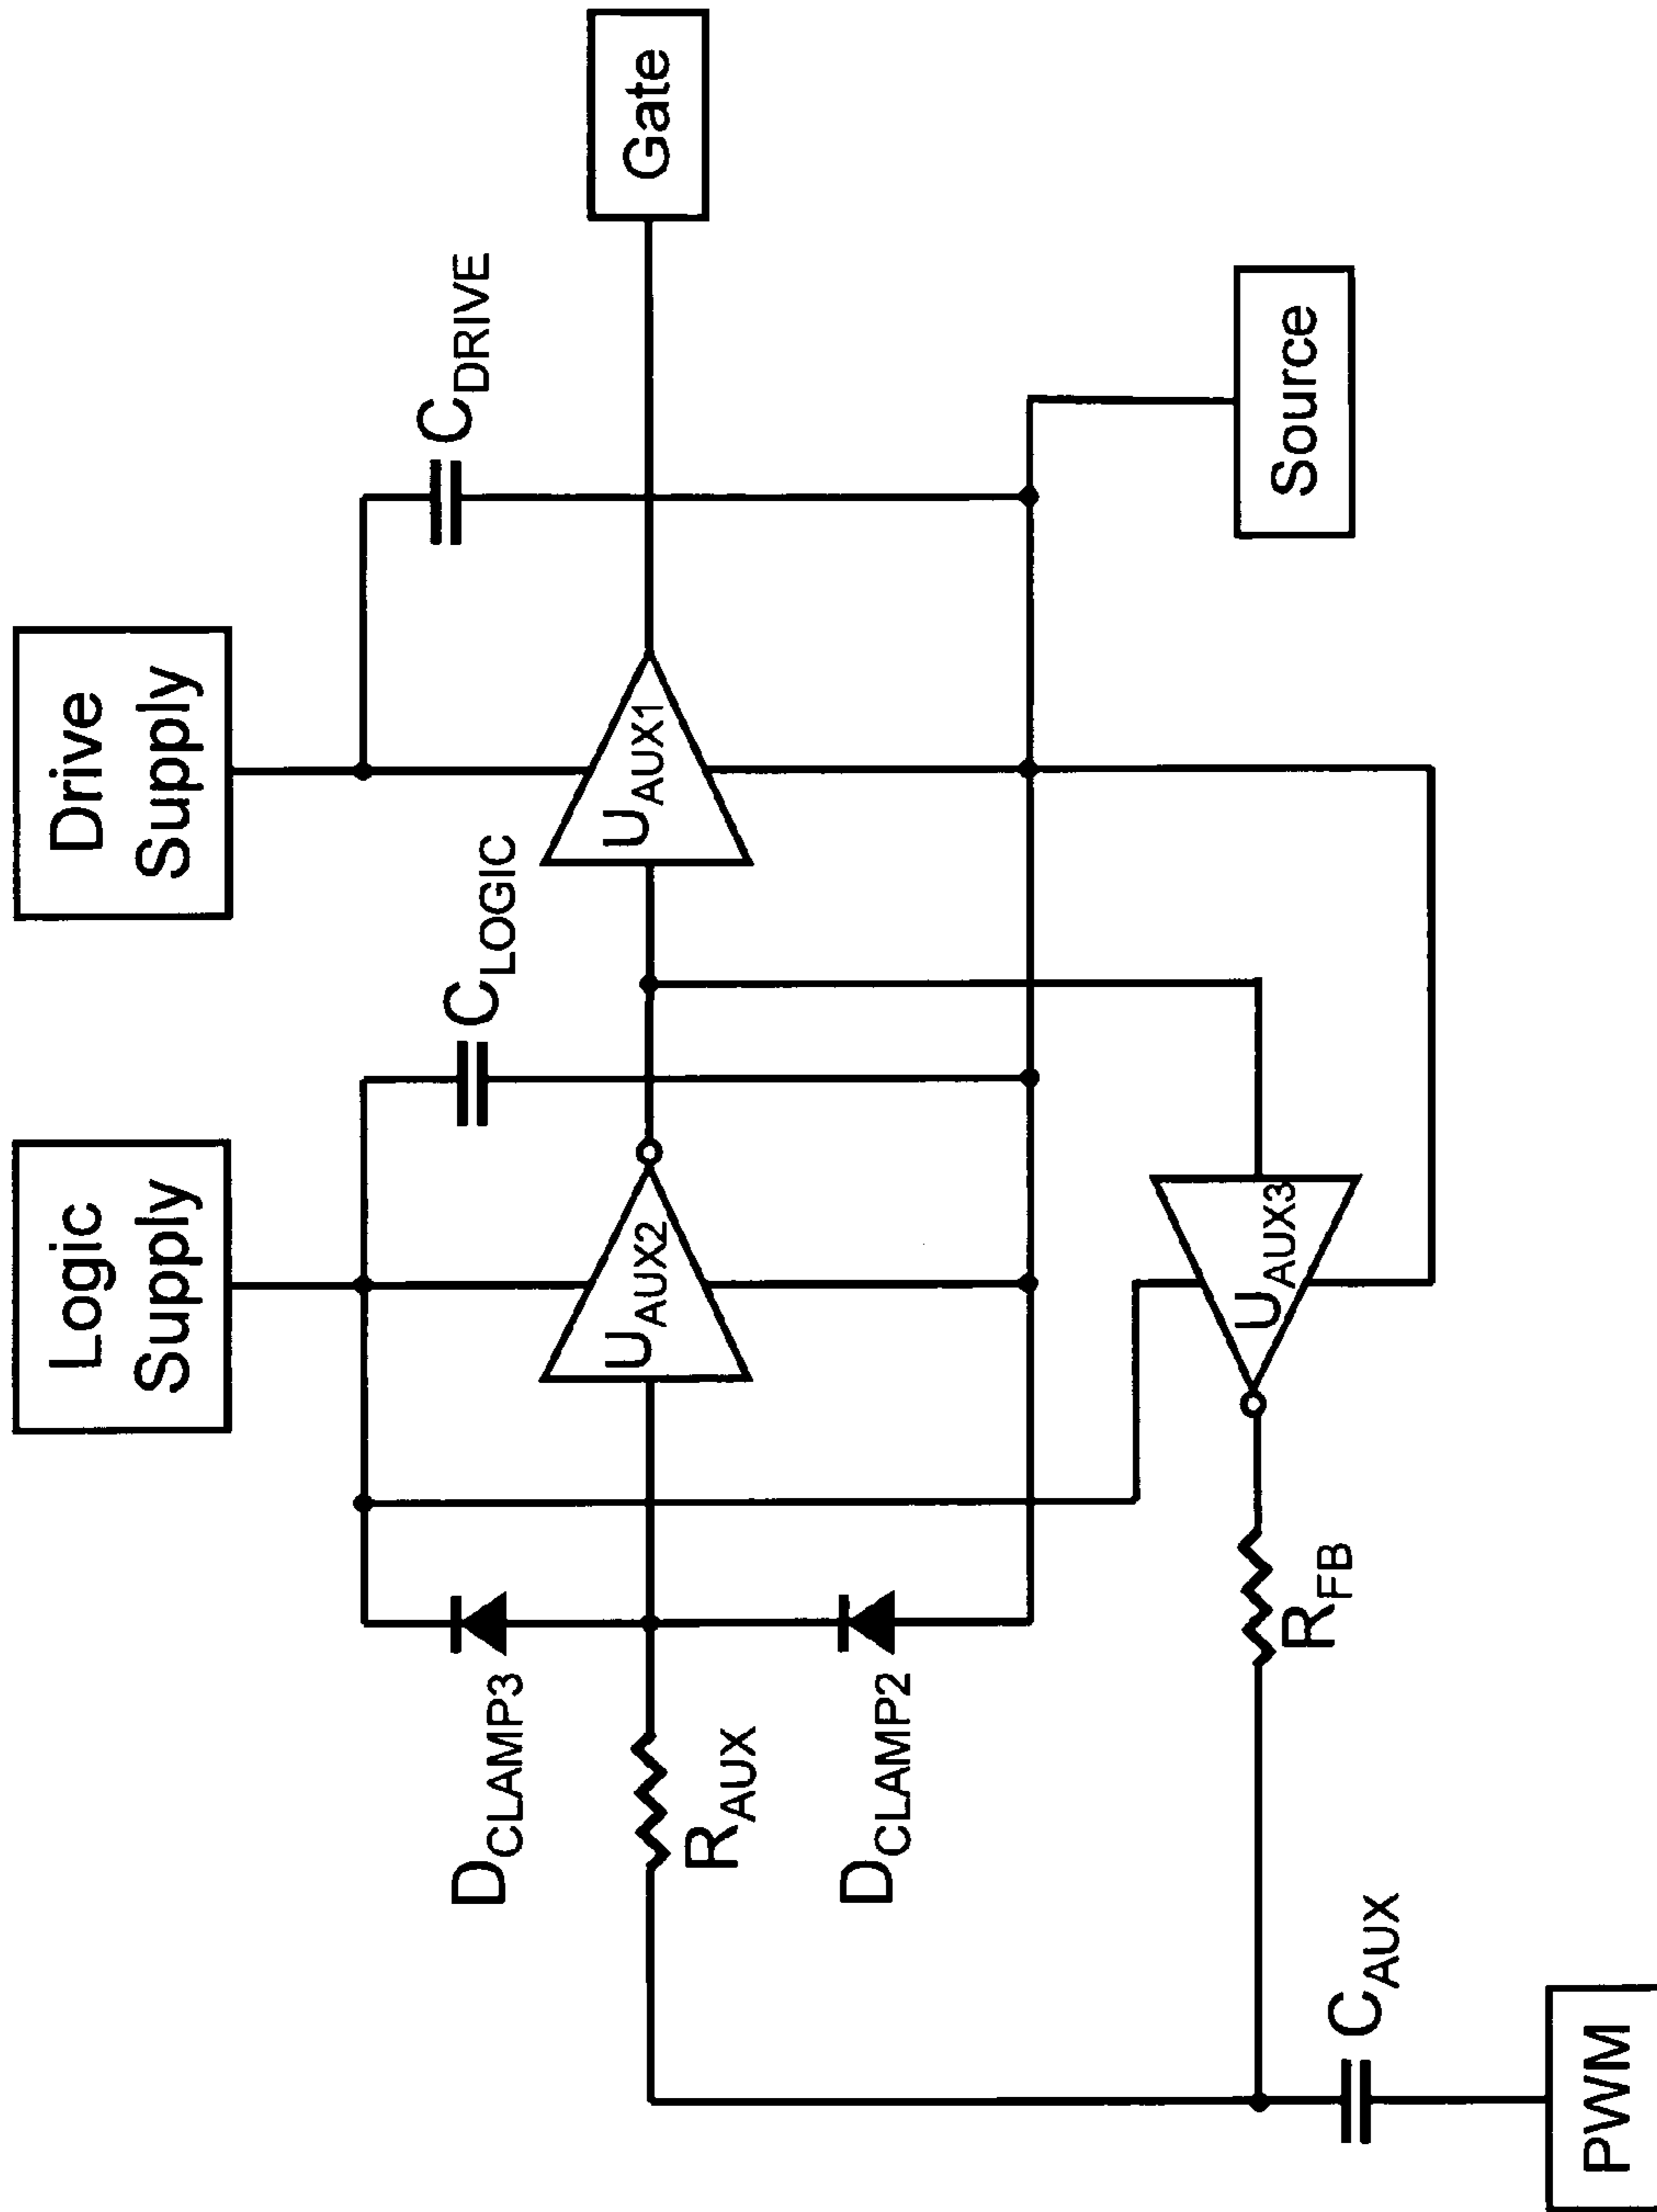 Logic
Supply
Drive
Supply
D_CLAMP3
C_LOGIC
C_DRIVE
R_AUX
U_AUX2
U_AUX1
Gate
D_CLAMP2
C_AUX
R_FB
U_AUX3
Source
PWM